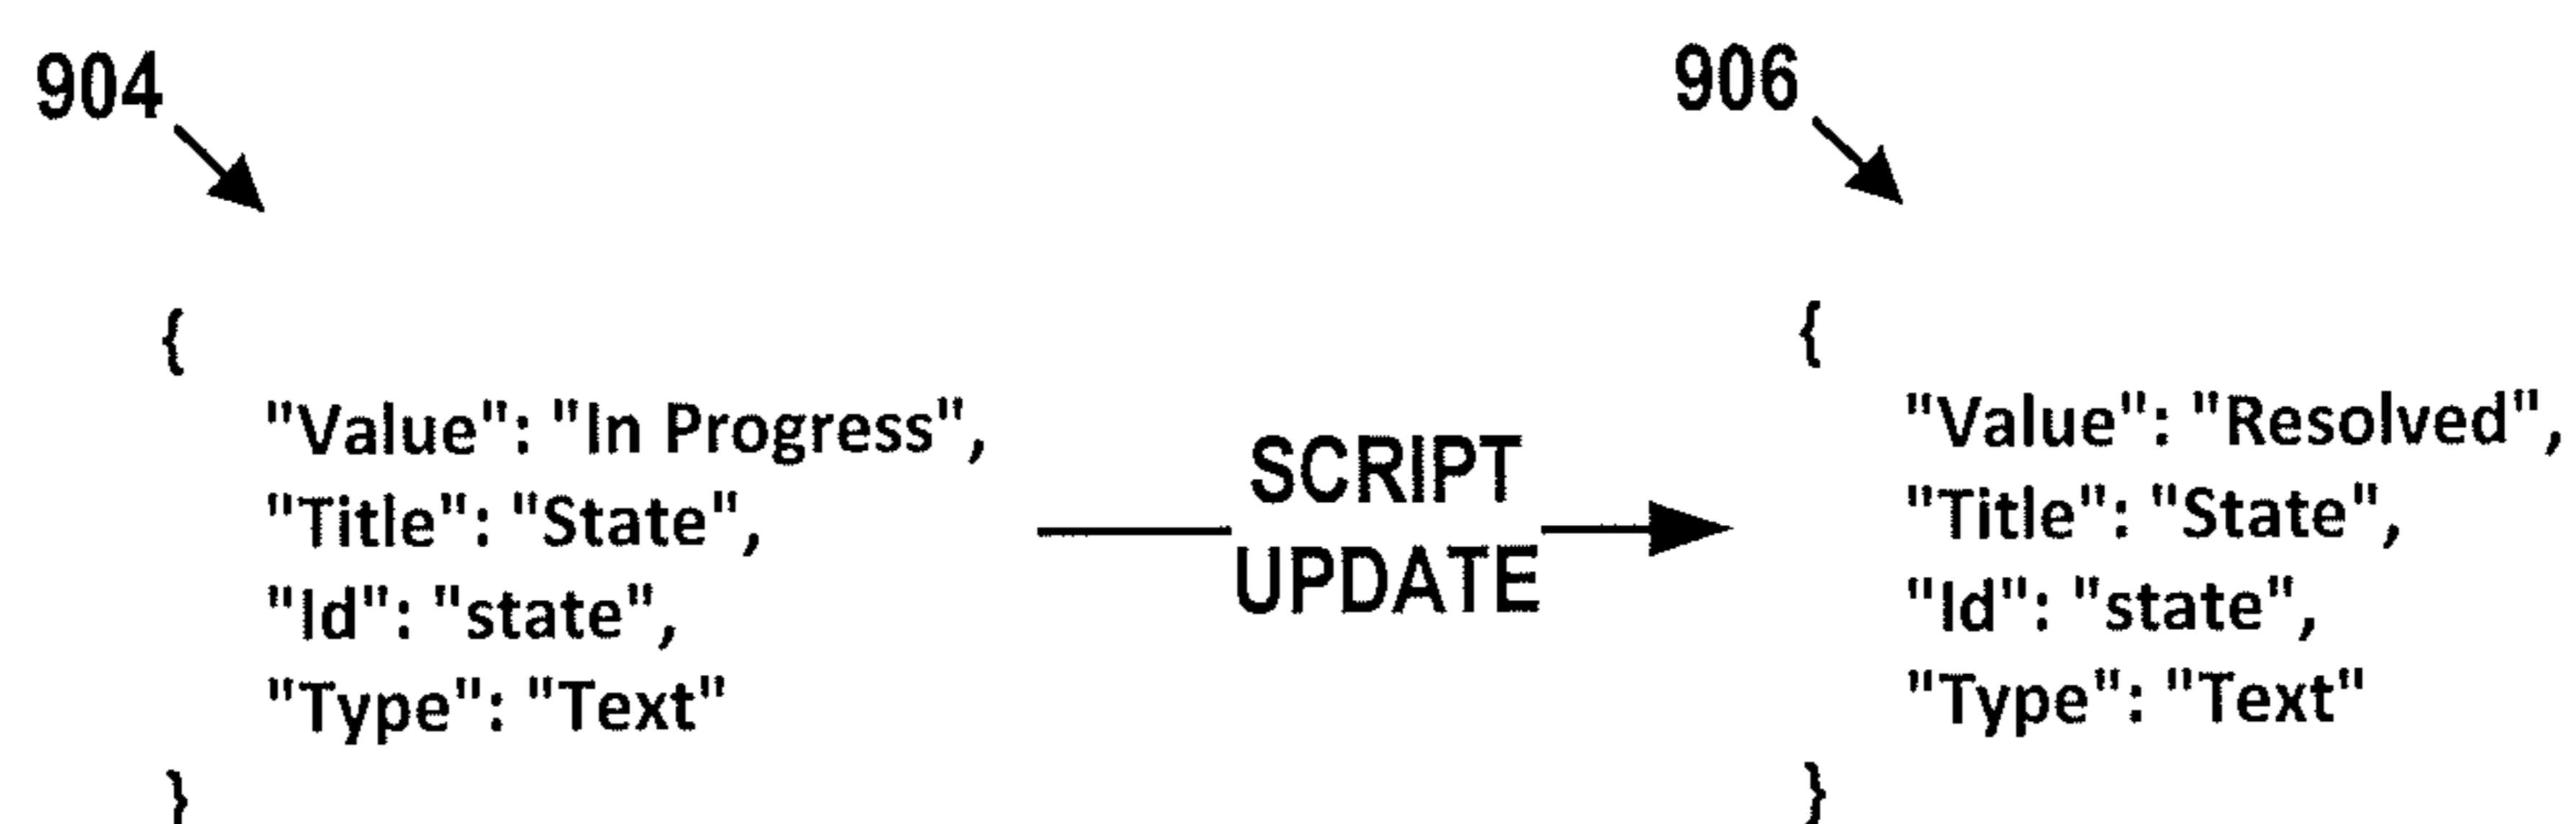 904
{
"Value": "In Progress",
"Title": "State",
"Id": "state",
"Type": "Text"
}
SCRIPT
UPDATE
906
{
"Value": "Resolved",
"Title": "State",
"Id": "state",
"Type": "Text"
}